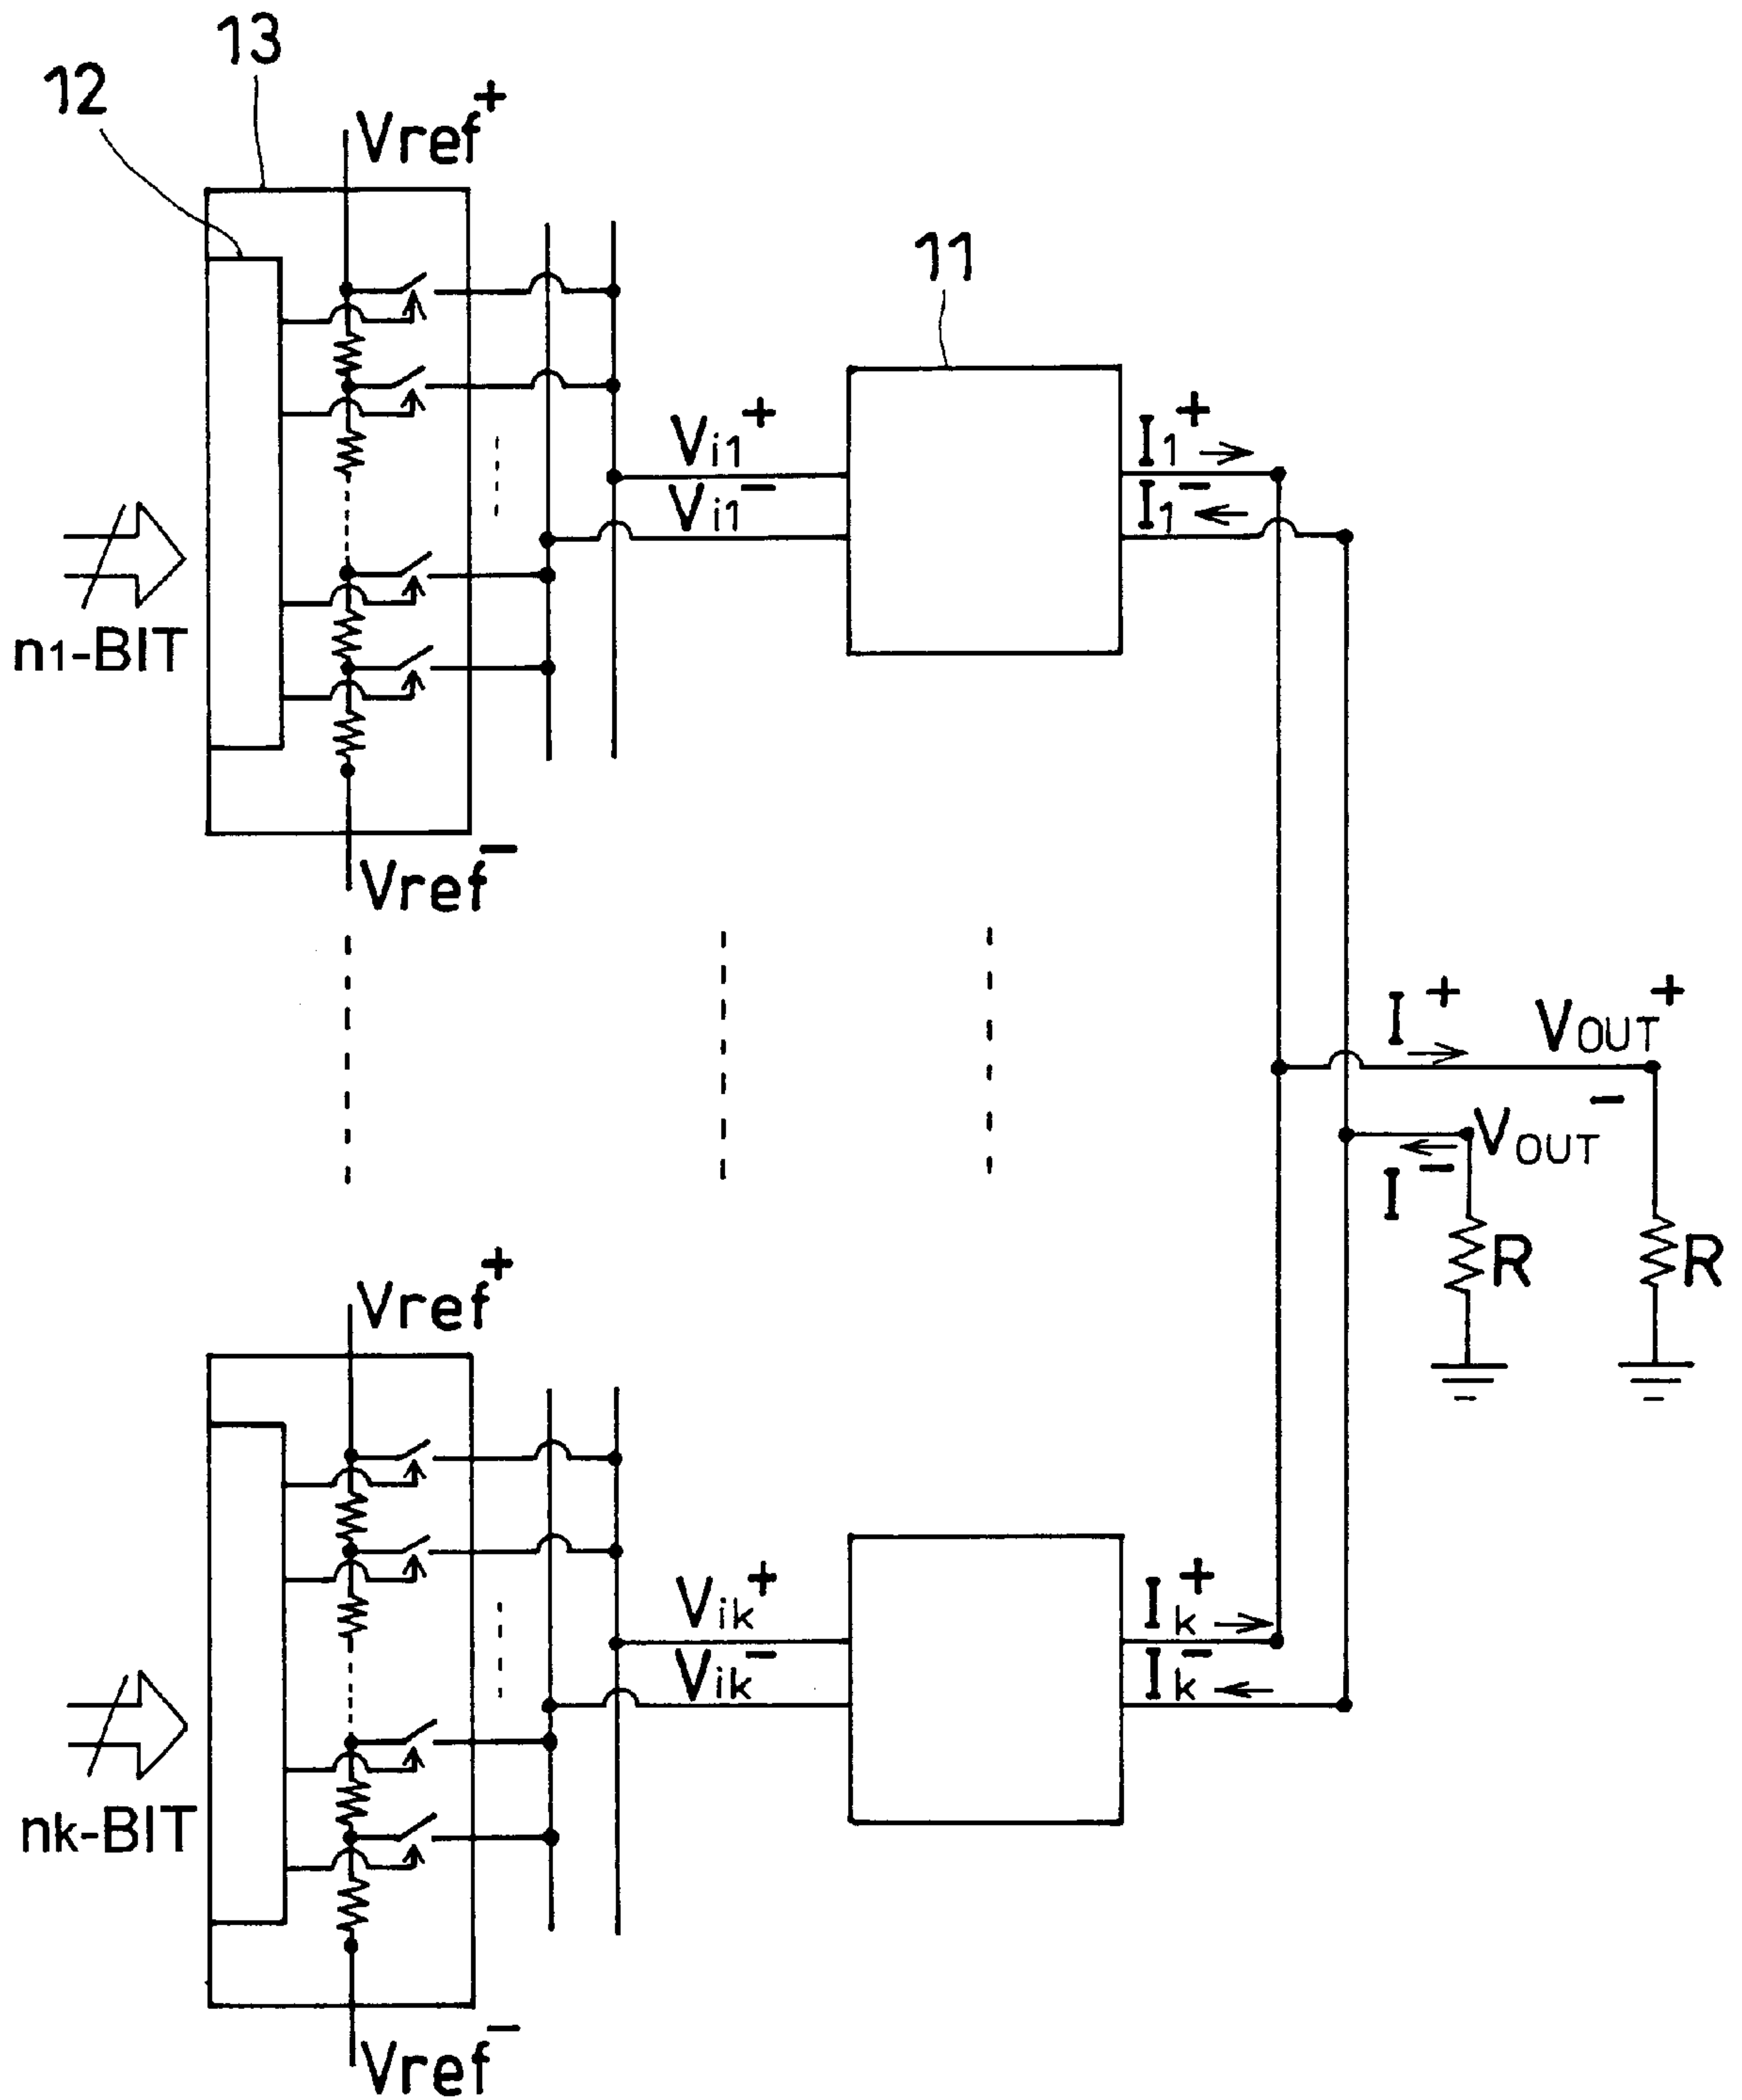 13
12
Vref+
11
Vi1+
I1+
Vi1-
I1-
n1-BIT
Vref-
I+
VOUT+
VOUT-
I-
R
R
Vref+
Vik+
Ik+
Vik-
Ik-
nk-BIT
Vref-